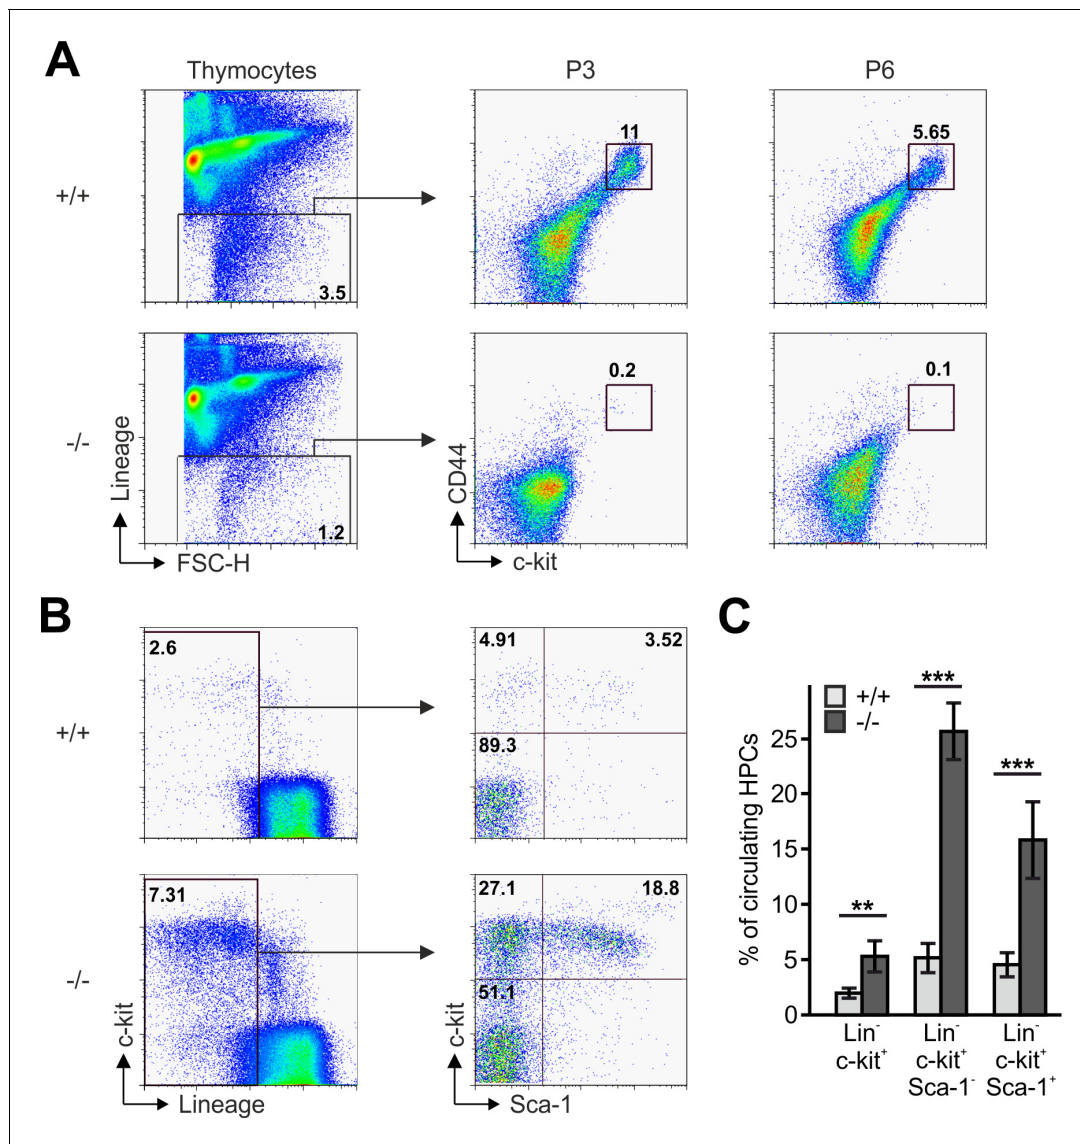 A
Thymocytes
P3
P6
+/+
3.5
11
5.65
-/-
Lineage
FSC-H
1.2
CD44
c-kit
0.2
0.1
B
+/+
2.6
4.91
3.52
89.3
-/-
c-kit
Lineage
7.31
c-kit
Sca-1
27.1
18.8
51.1
C
+/+
-/-
% of circulating HPCs
25
20
15
10
5
0
**
***
***
Lin⁻
c-kit⁺
Lin⁻
c-kit⁺
Sca-1⁻
Lin⁻
c-kit⁺
Sca-1⁺